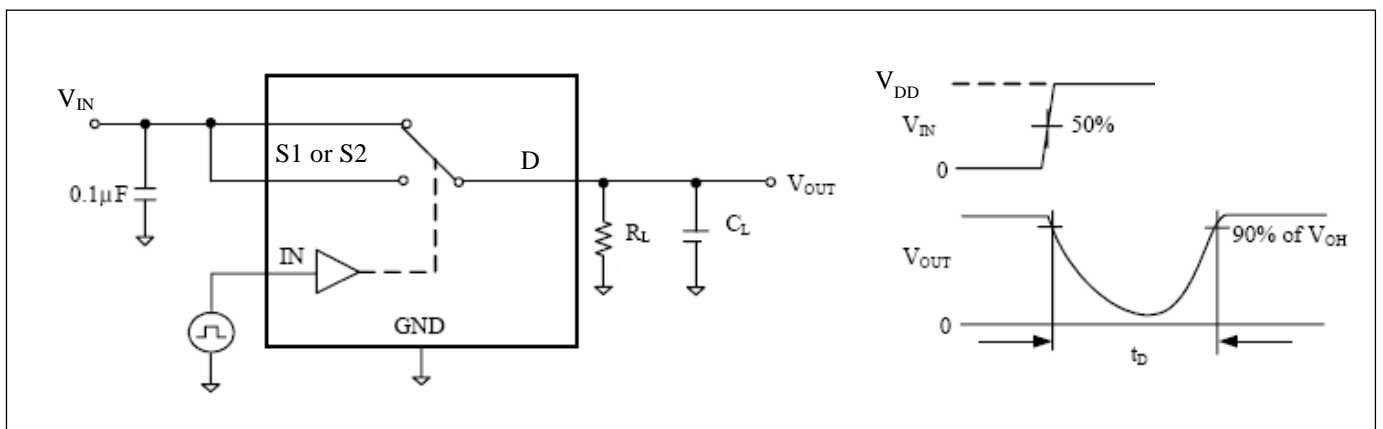 V_IN
S1 or S2
D
0.1μF
R_L
C_L
V_OUT
IN
GND
V_DD
V_IN
50%
0
V_OUT
90% of V_OH
0
t_D